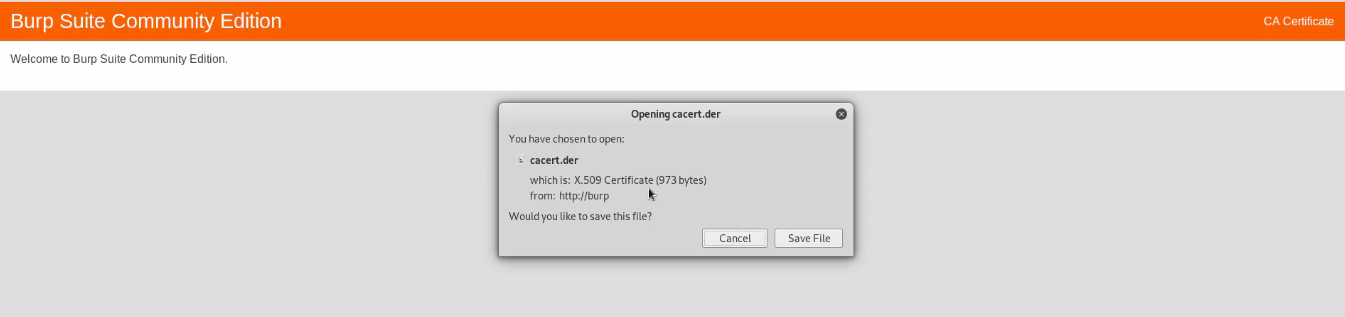 Burp Suite Community Edition
CA Certificate
Welcome to Burp Suite Community Edition.
Opening cacert.der
You have chosen to open:
cacert.der
which is: X.509 Certificate (973 bytes)
from: http://burp
Would you like to save this file?
Cancel
Save File